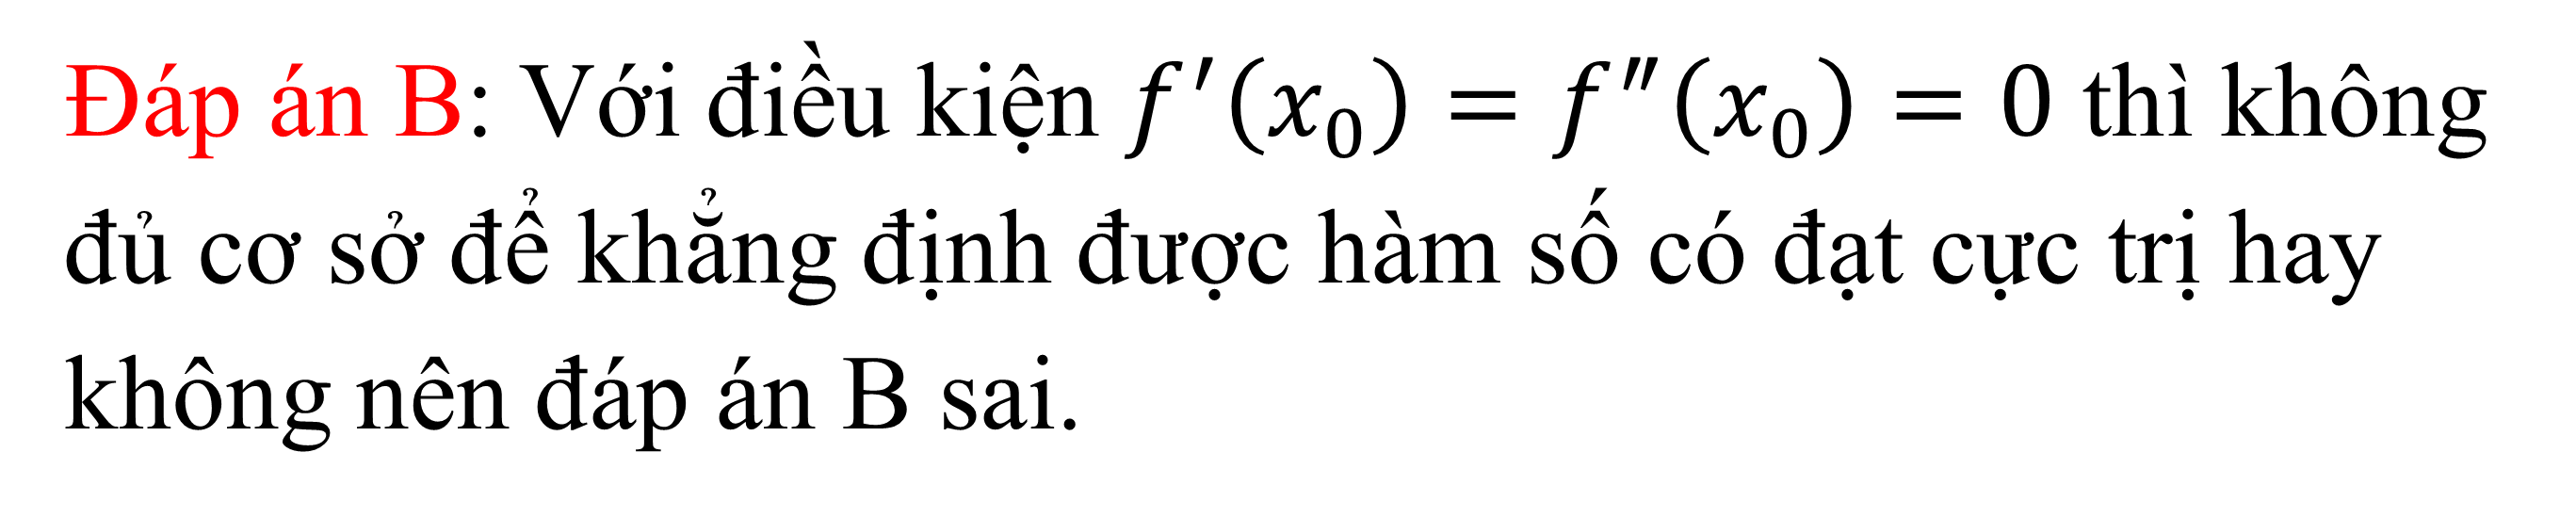 Đáp án B: Với điều kiện f′(x₀) = f″(x₀) = 0 thì không
đủ cơ sở để khẳng định được hàm số có đạt cực trị hay
không nên đáp án B sai.